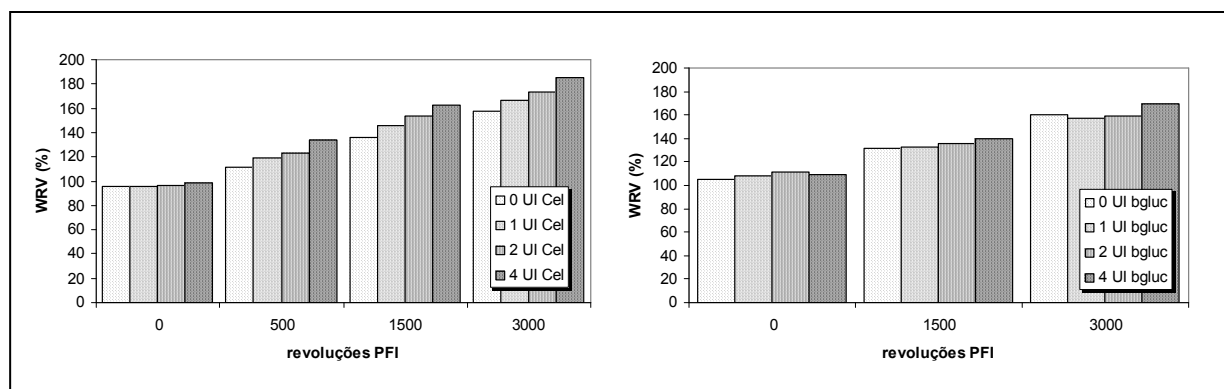 200
180
160
140
120
100
80
60
40
20
0
WRV (%)
0 500 1500 3000
revoluções PFI
0 UI Cel
1 UI Cel
2 UI Cel
4 UI Cel
200
180
160
140
120
100
80
60
40
20
0
WRV (%)
0 1500 3000
revoluções PFI
0 UI bgluc
1 UI bgluc
2 UI bgluc
4 UI bgluc